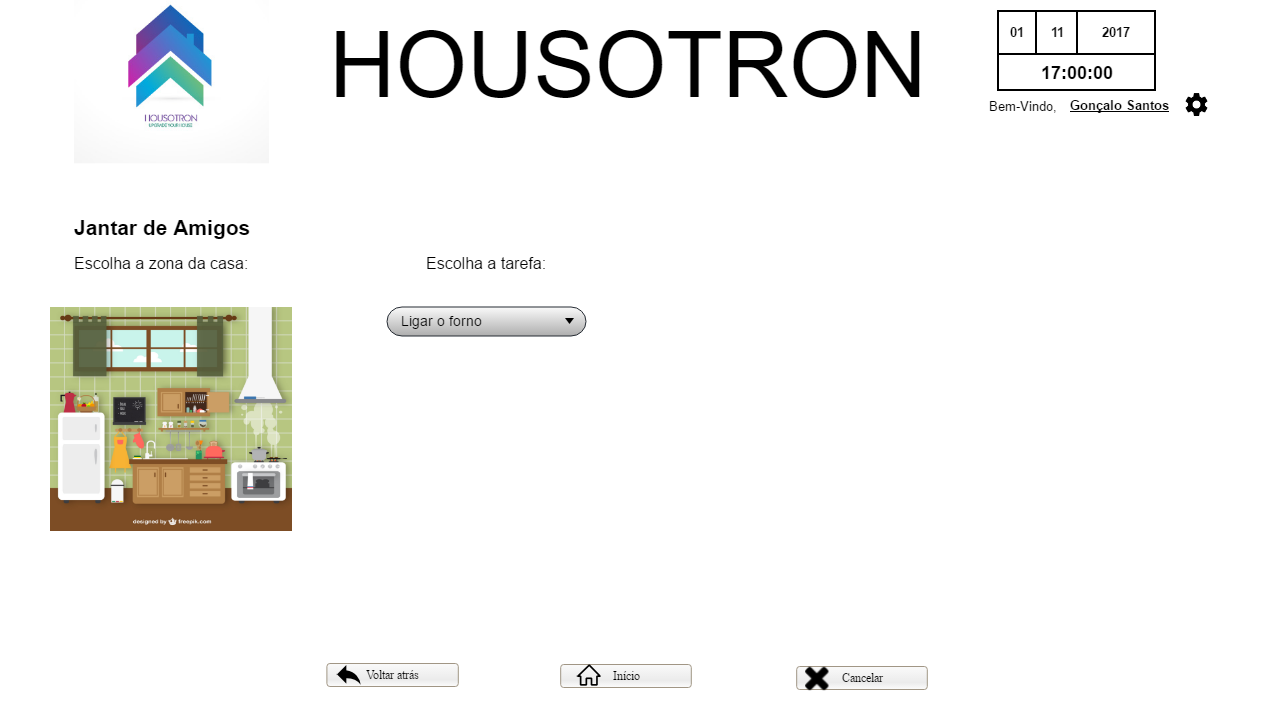 HOUSOTRON
UPGRADE YOUR HOUSE
HOUSOTRON
01 11 2017
17:00:00
Bem-Vindo, Gonçalo Santos
Jantar de Amigos
Escolha a zona da casa:
Escolha a tarefa:
Ligar o forno
designed by freepik.com
Voltar atrás
Início
Cancelar